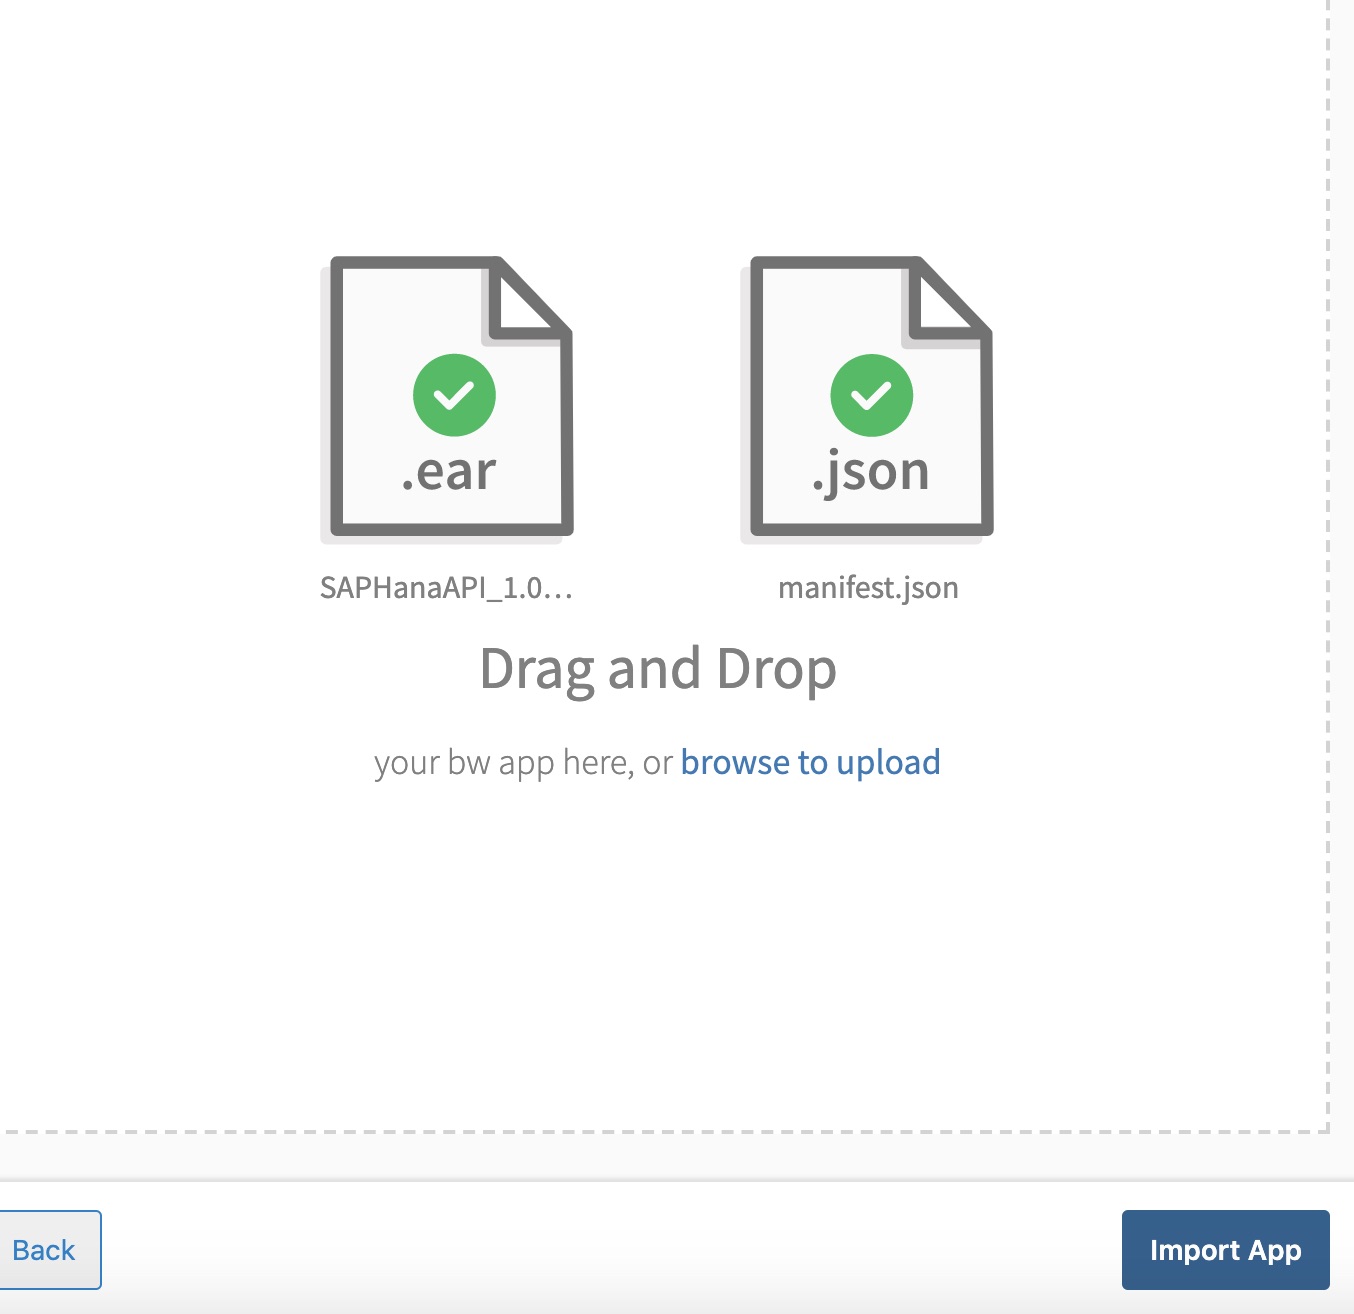 .ear
.json
SAPHanaAPI_1.0...
manifest.json
Drag and Drop
your bw app here, or browse to upload
Back
Import App